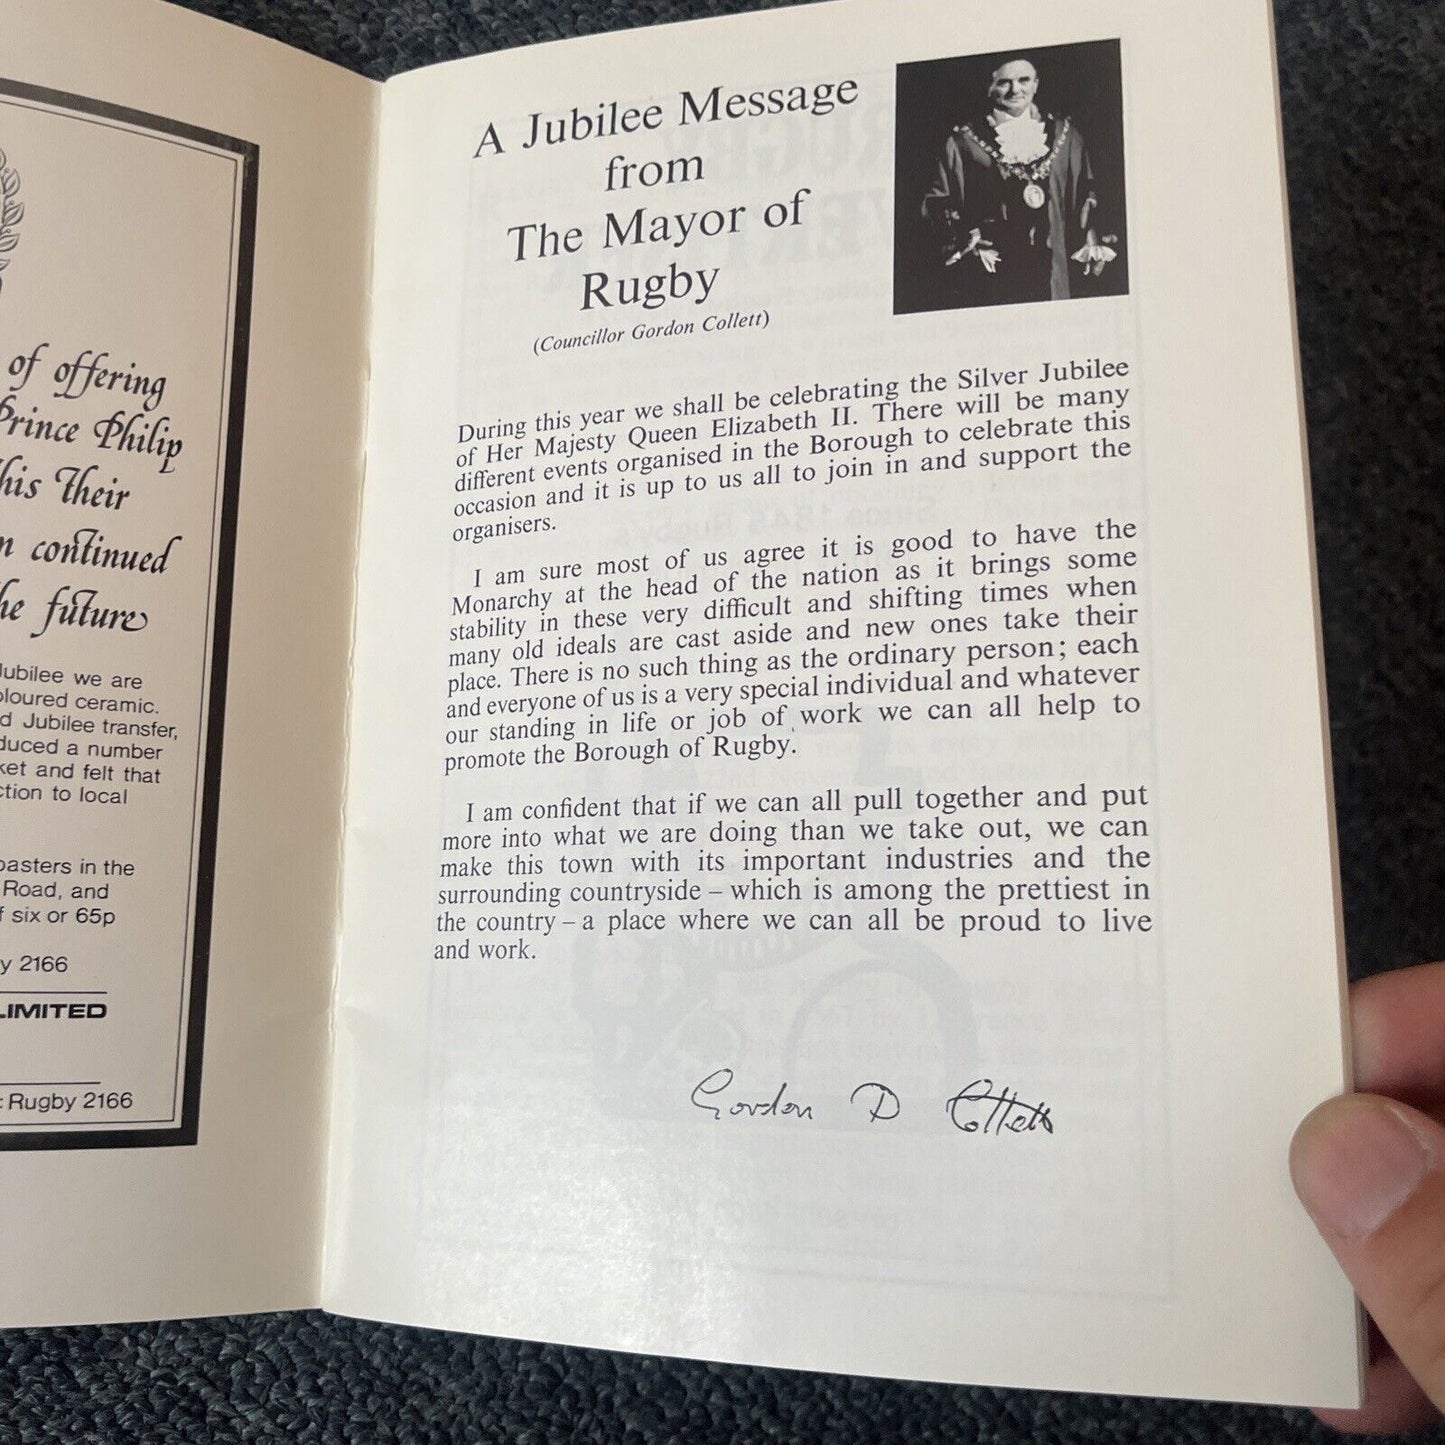 of offering
Prince Philip
his Their
n continued
he future
Jubilee we are
oloured ceramic.
d Jubilee transfer,
duced a number
ket and felt that
ction to local
oasters in the
Road, and
f six or 65p
y 2166
LIMITED
: Rugby 2166
A Jubilee Message
from
The Mayor of
Rugby
(Councillor Gordon Collett)
During this year we shall be celebrating the Silver Jubilee
of Her Majesty Queen Elizabeth II. There will be many
different events organised in the Borough to celebrate this
occasion and it is up to us all to join in and support the
organisers.
I am sure most of us agree it is good to have the
Monarchy at the head of the nation as it brings some
stability in these very difficult and shifting times when
many old ideals are cast aside and new ones take their
place. There is no such thing as the ordinary person; each
and everyone of us is a very special individual and whatever
our standing in life or job of work we can all help to
promote the Borough of Rugby.
I am confident that if we can all pull together and put
more into what we are doing than we take out, we can
make this town with its important industries and the
surrounding countryside – which is among the prettiest in
the country – a place where we can all be proud to live
and work.
Gordon D Collett